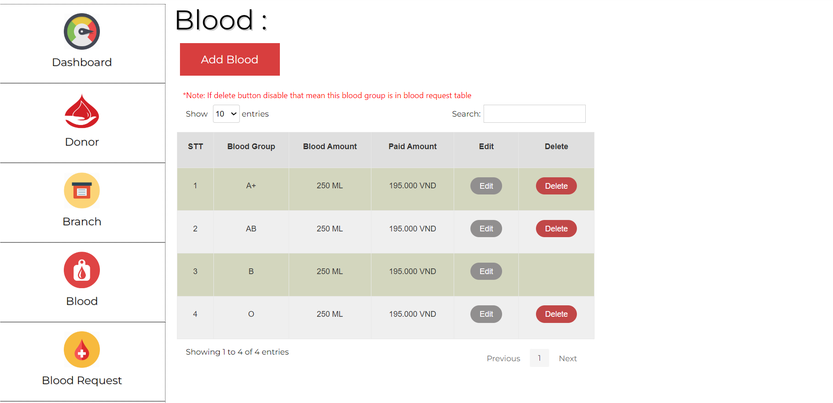 Dashboard
Donor
Branch
Blood
Blood Request
Blood :
Add Blood
*Note: If delete button disable that mean this blood group is in blood request table
Show 10 entries Search:
STT Blood Group Blood Amount Paid Amount Edit Delete
1 A+ 250 ML 195.000 VND Edit Delete
2 AB 250 ML 195.000 VND Edit Delete
3 B 250 ML 195.000 VND Edit
4 O 250 ML 195.000 VND Edit Delete
Showing 1 to 4 of 4 entries
Previous 1 Next